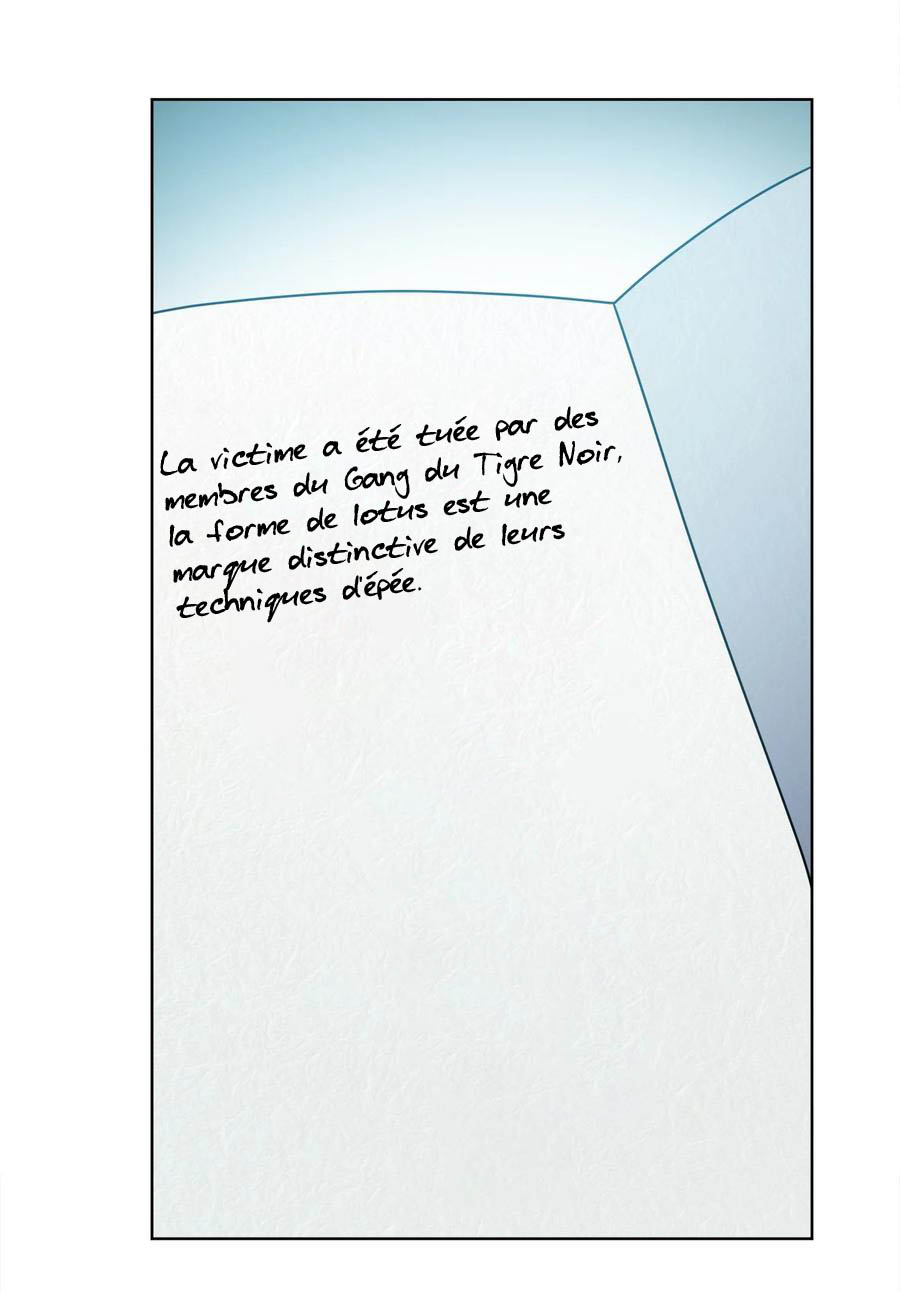 La victime a été tuée par des
membres du Gang du Tigre Noir,
la forme de lotus est une
marque distinctive de leurs
techniques d'épée.